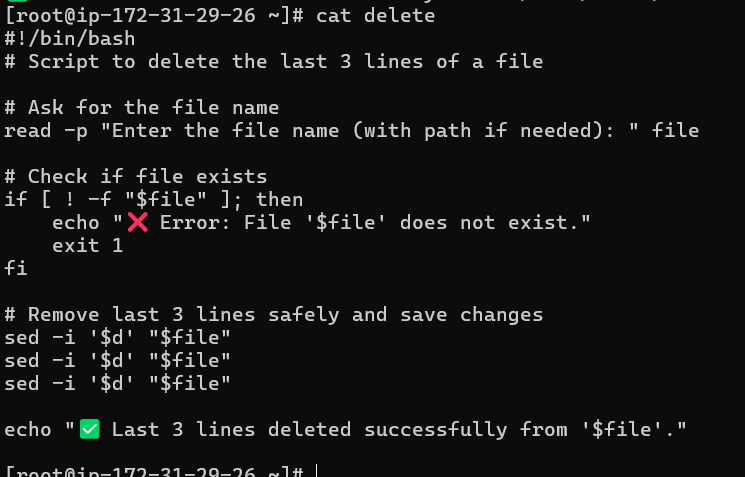 [root@ip-172-31-29-26 ~]# cat delete
#!/bin/bash
# Script to delete the last 3 lines of a file

# Ask for the file name
read -p "Enter the file name (with path if needed): " file

# Check if file exists
if [ ! -f "$file" ]; then
    echo "❌ Error: File '$file' does not exist."
    exit 1
fi

# Remove last 3 lines safely and save changes
sed -i '$d' "$file"
sed -i '$d' "$file"
sed -i '$d' "$file"

echo "✅ Last 3 lines deleted successfully from '$file'."

[root@ip-172-31-29-26 ~]#